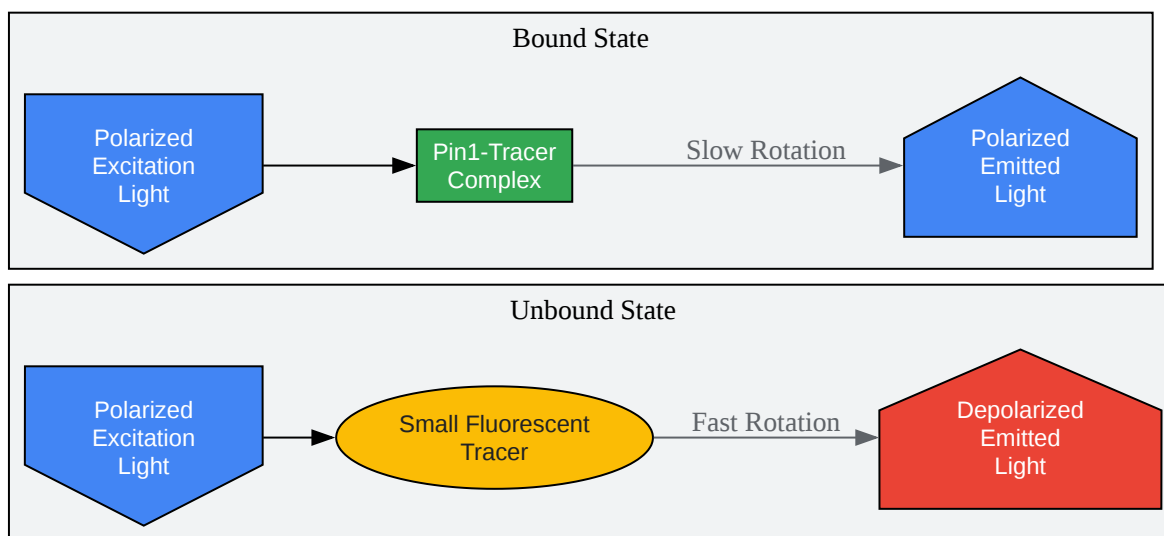 Bound State
Polarized
Excitation
Light
Pin1-Tracer
Complex
Slow Rotation
Polarized
Emitted
Light
Unbound State
Polarized
Excitation
Light
Small Fluorescent
Tracer
Fast Rotation
Depolarized
Emitted
Light